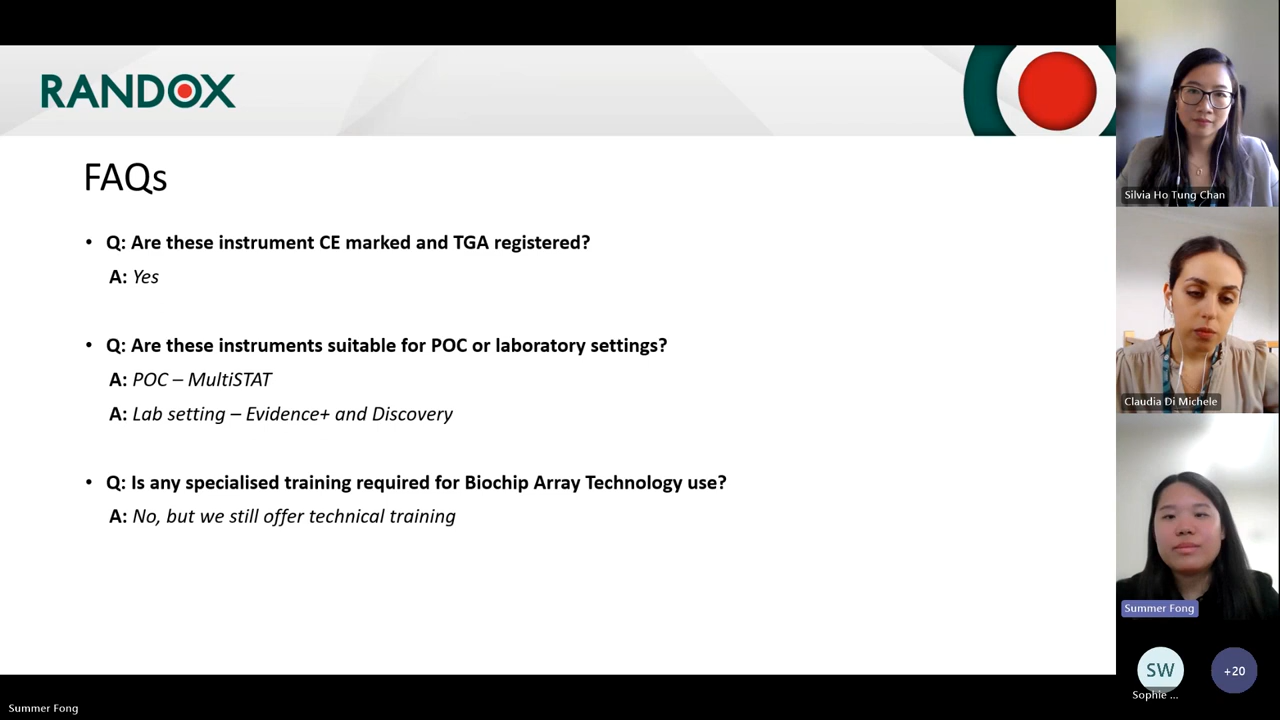 RANDOX
FAQs
• Q: Are these instrument CE marked and TGA registered?
A: Yes
• Q: Are these instruments suitable for POC or laboratory settings?
A: POC – MultiSTAT
A: Lab setting – Evidence+ and Discovery
• Q: Is any specialised training required for Biochip Array Technology use?
A: No, but we still offer technical training
Silvia Ho Tung Chan
Claudia Di Michele
Summer Fong
SW
+20
Sophie ...
Summer Fong